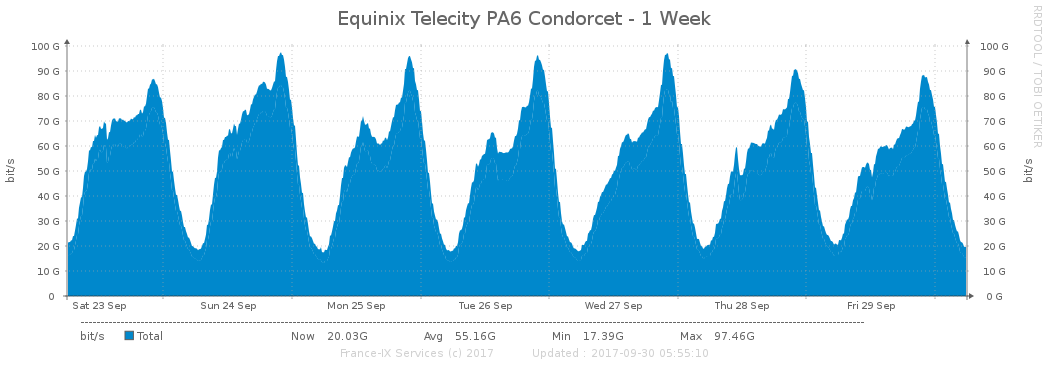 Equinix Telecity PA6 Condorcet - 1 Week
RRDTOOL / TOBI OETIKER
100 G 100 G
90 G 90 G
80 G 80 G
70 G 70 G
60 G 60 G
50 G 50 G
40 G 40 G
30 G 30 G
20 G 20 G
10 G 10 G
0 0 G
bit/s
bit/s
Sat 23 Sep Sun 24 Sep Mon 25 Sep Tue 26 Sep Wed 27 Sep Thu 28 Sep Fri 29 Sep
bit/s Total Now 20.03G Avg 55.16G Min 17.39G Max 97.46G
France-IX Services (c) 2017 Updated : 2017-09-30 05:55:10